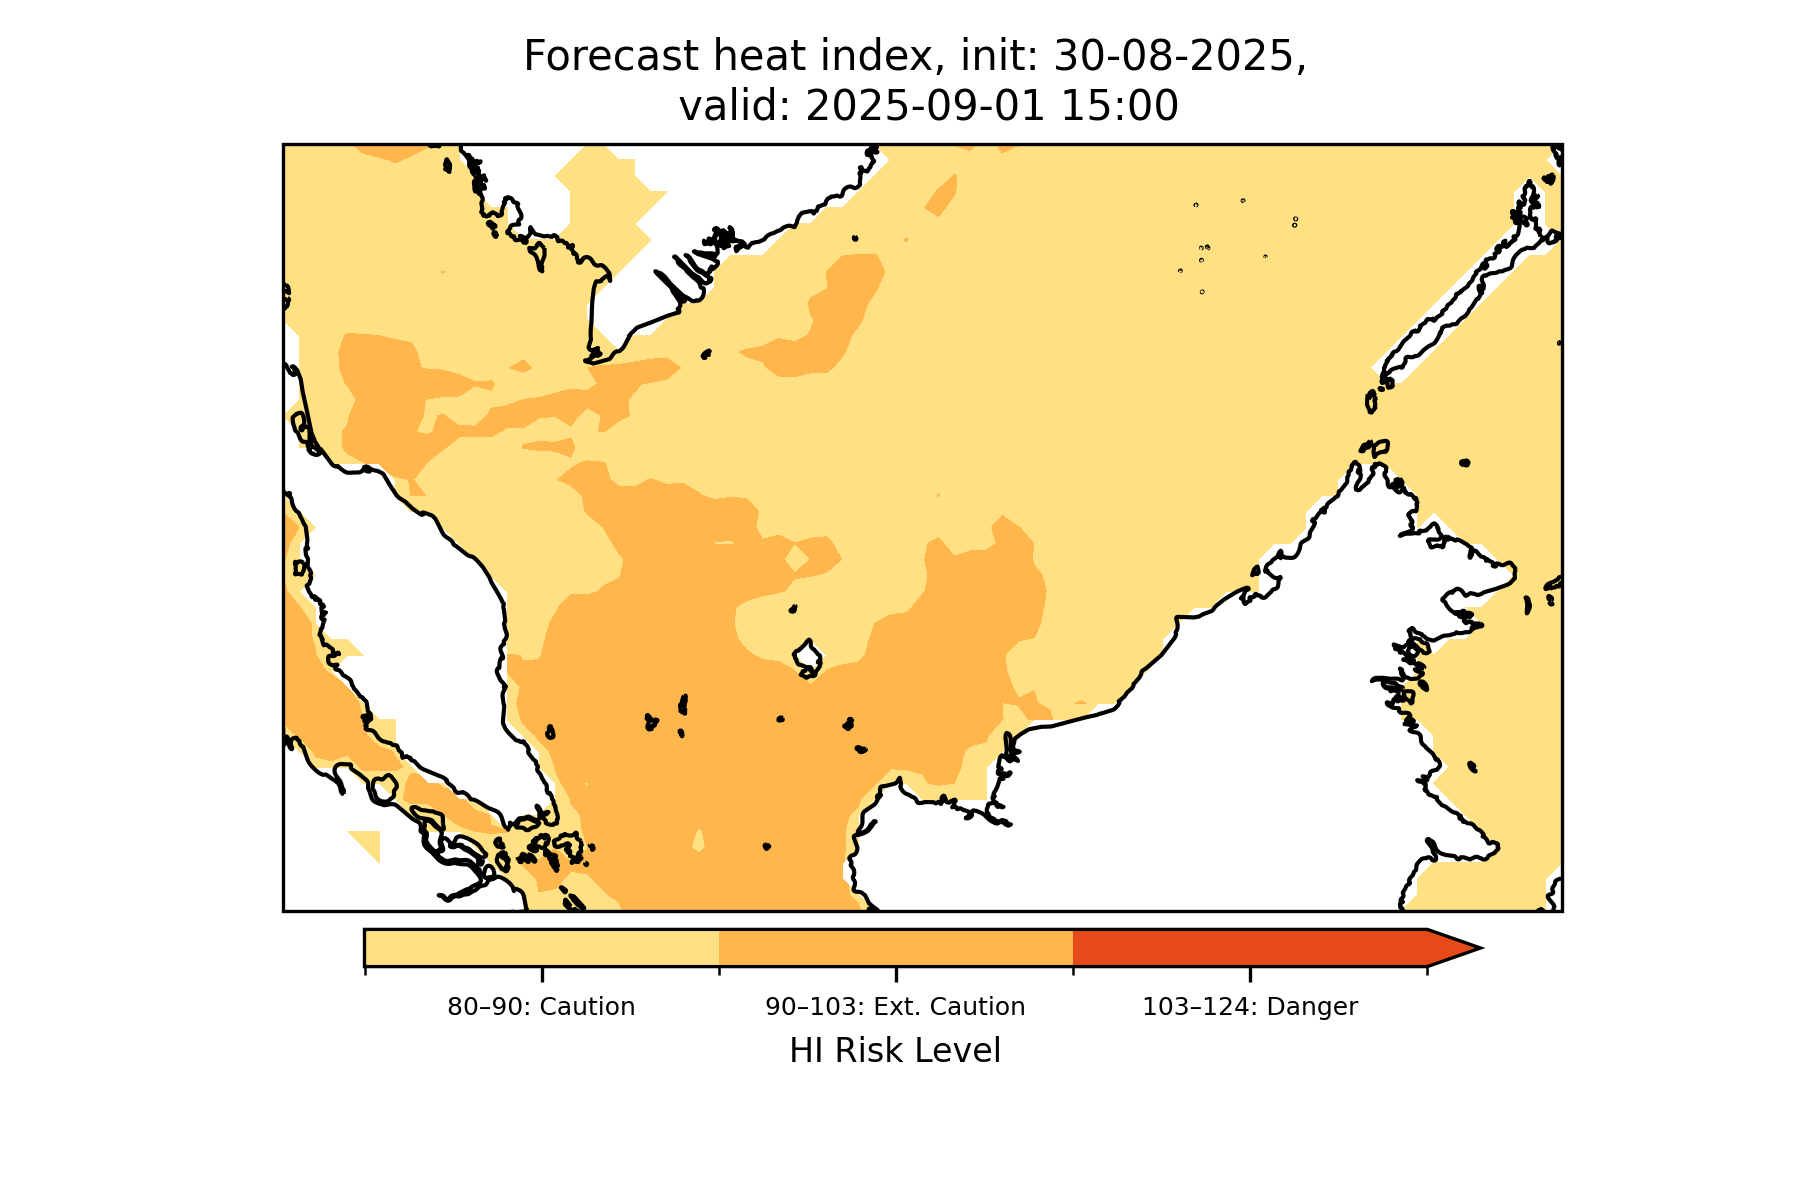 Forecast heat index, init: 30-08-2025,
valid: 2025-09-01 15:00
80–90: Caution
90–103: Ext. Caution
103–124: Danger
HI Risk Level